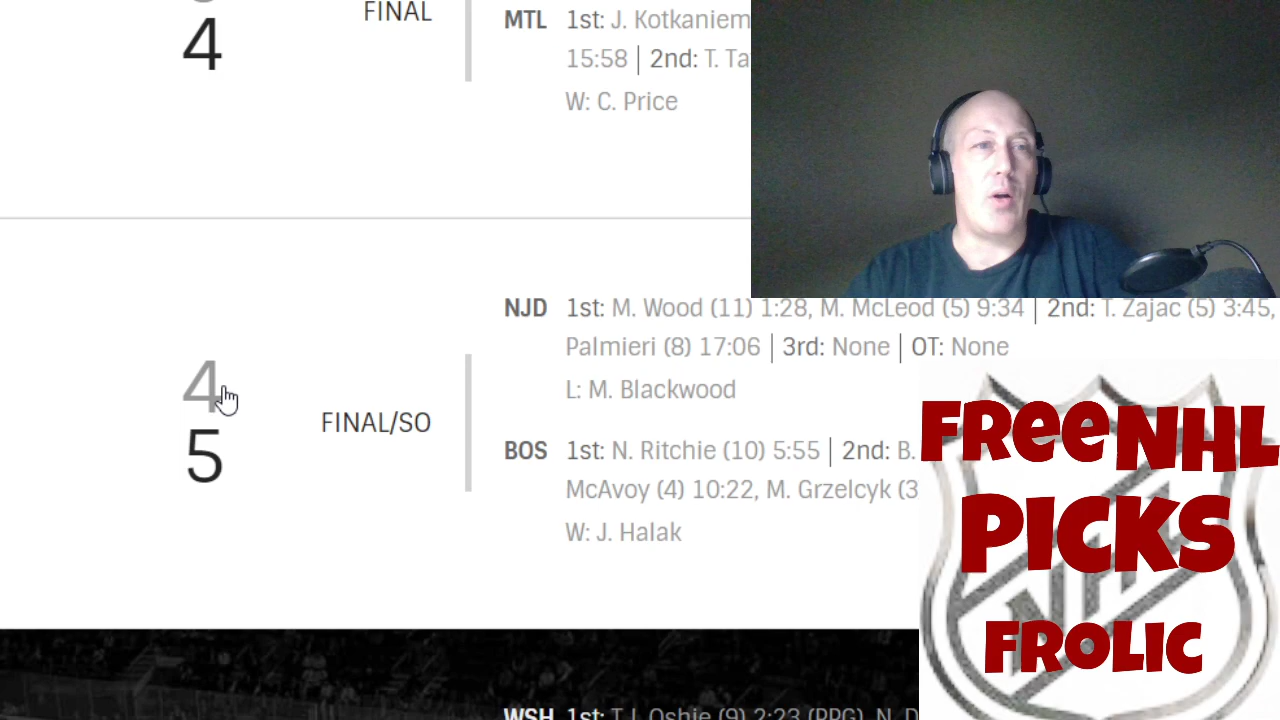 4
FINAL
MTL 1st: J. Kotkaniem
15:58 | 2nd: T. Ta
W: C. Price
NJD 1st: M. Wood (11) 1:28, M. McLeod (5) 9:34 | 2nd: T. Zajac (5) 3:45,
Palmieri (8) 17:06 | 3rd: None | OT: None
L: M. Blackwood
4
5
FINAL/SO
BOS 1st: N. Ritchie (10) 5:55 | 2nd: B.
McAvoy (4) 10:22, M. Grzelcyk (3
W: J. Halak
FREE NHL
PICKS
FROLIC
NHL
WSH 1st: T.J. Oshie (9) 2:23 (PPG), N. D